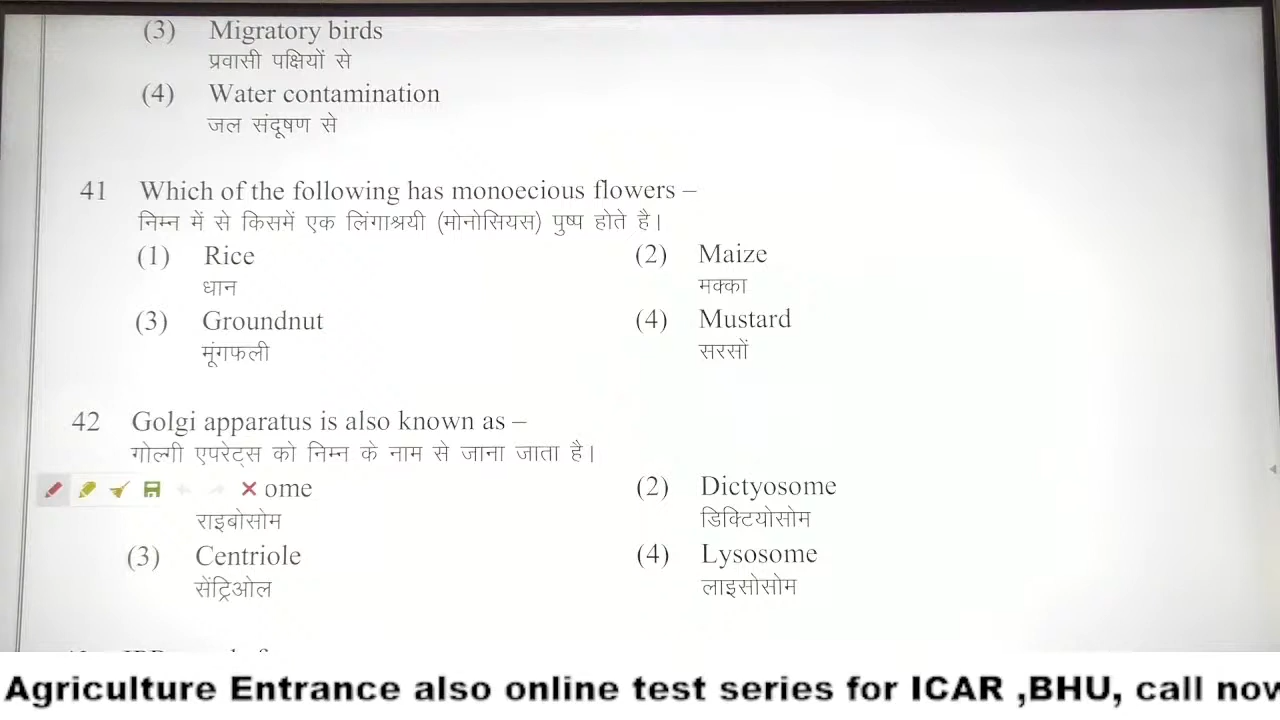 (3) Migratory birds
प्रवासी पक्षियों से
(4) Water contamination
जल संदूषण से
41 Which of the following has monoecious flowers –
निम्न में से किसमें एक लिंगाश्रयी (मोनोसियस) पुष्प होते है।
(1) Rice (2) Maize
धान मक्का
(3) Groundnut (4) Mustard
मूंगफली सरसों
42 Golgi apparatus is also known as –
गोल्गी एपरेट्स को निम्न के नाम से जाना जाता है।
ome (2) Dictyosome
राइबोसोम डिक्टियोसोम
(3) Centriole (4) Lysosome
सेंट्रिओल लाइसोसोम
Agriculture Entrance also online test series for ICAR ,BHU, call now